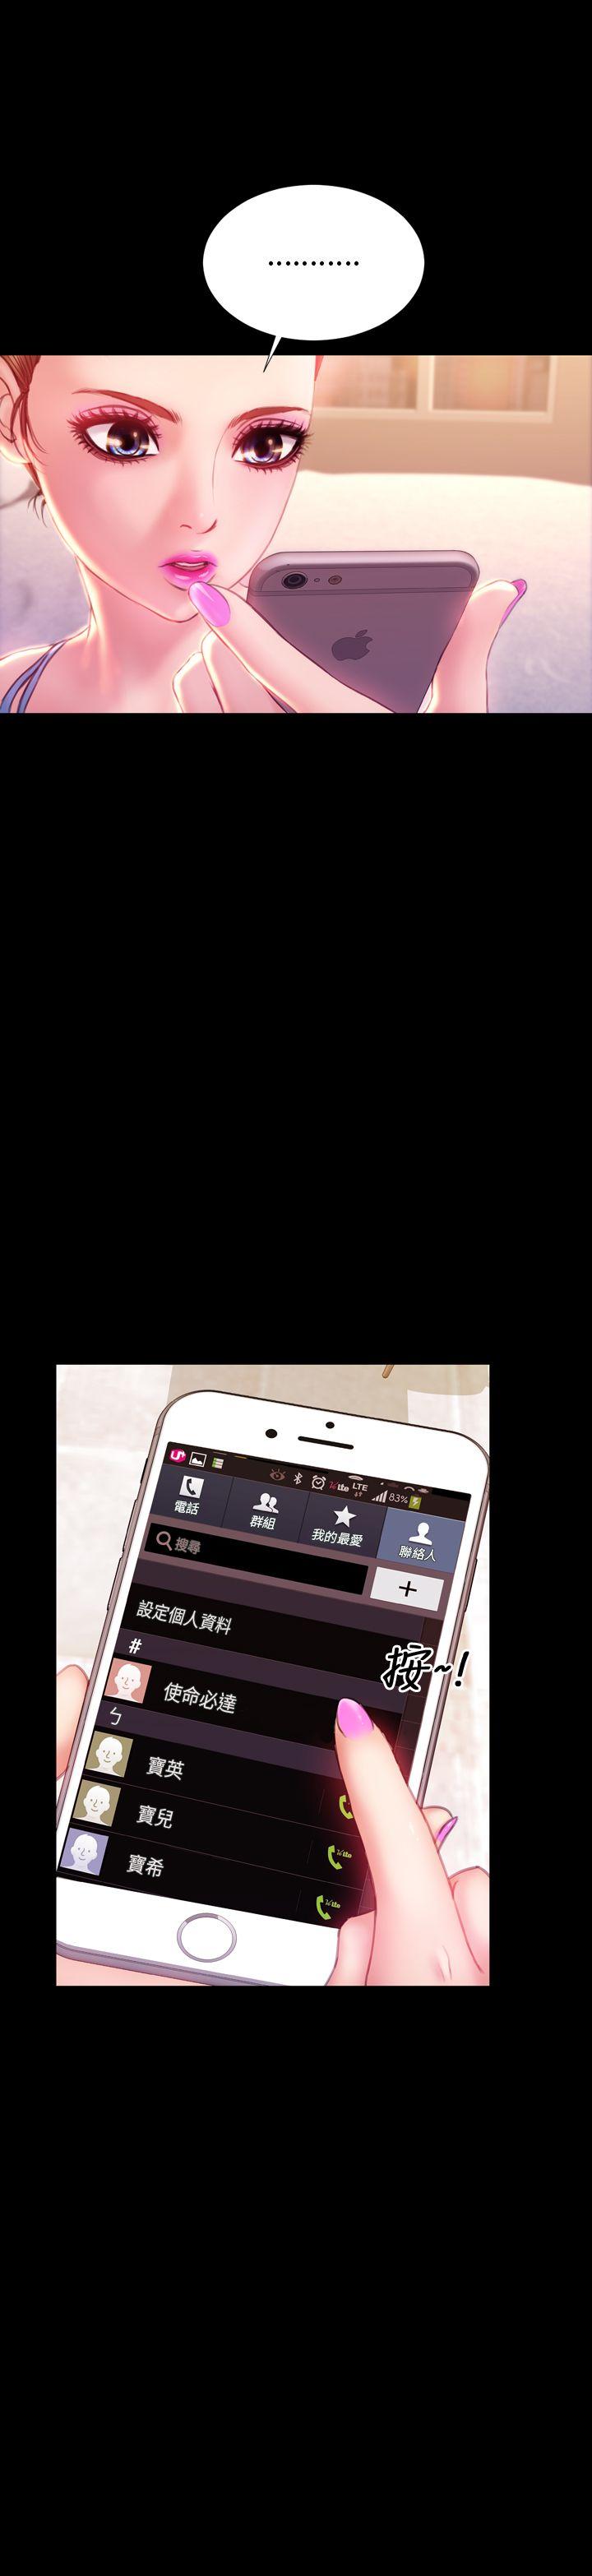 ...........
U+
LTE
83%
電話
群組
我的最愛
聯絡人
搜尋
+
設定個人資料
#
按~!
使命必達
ㄅ
寶英
寶兒
寶希